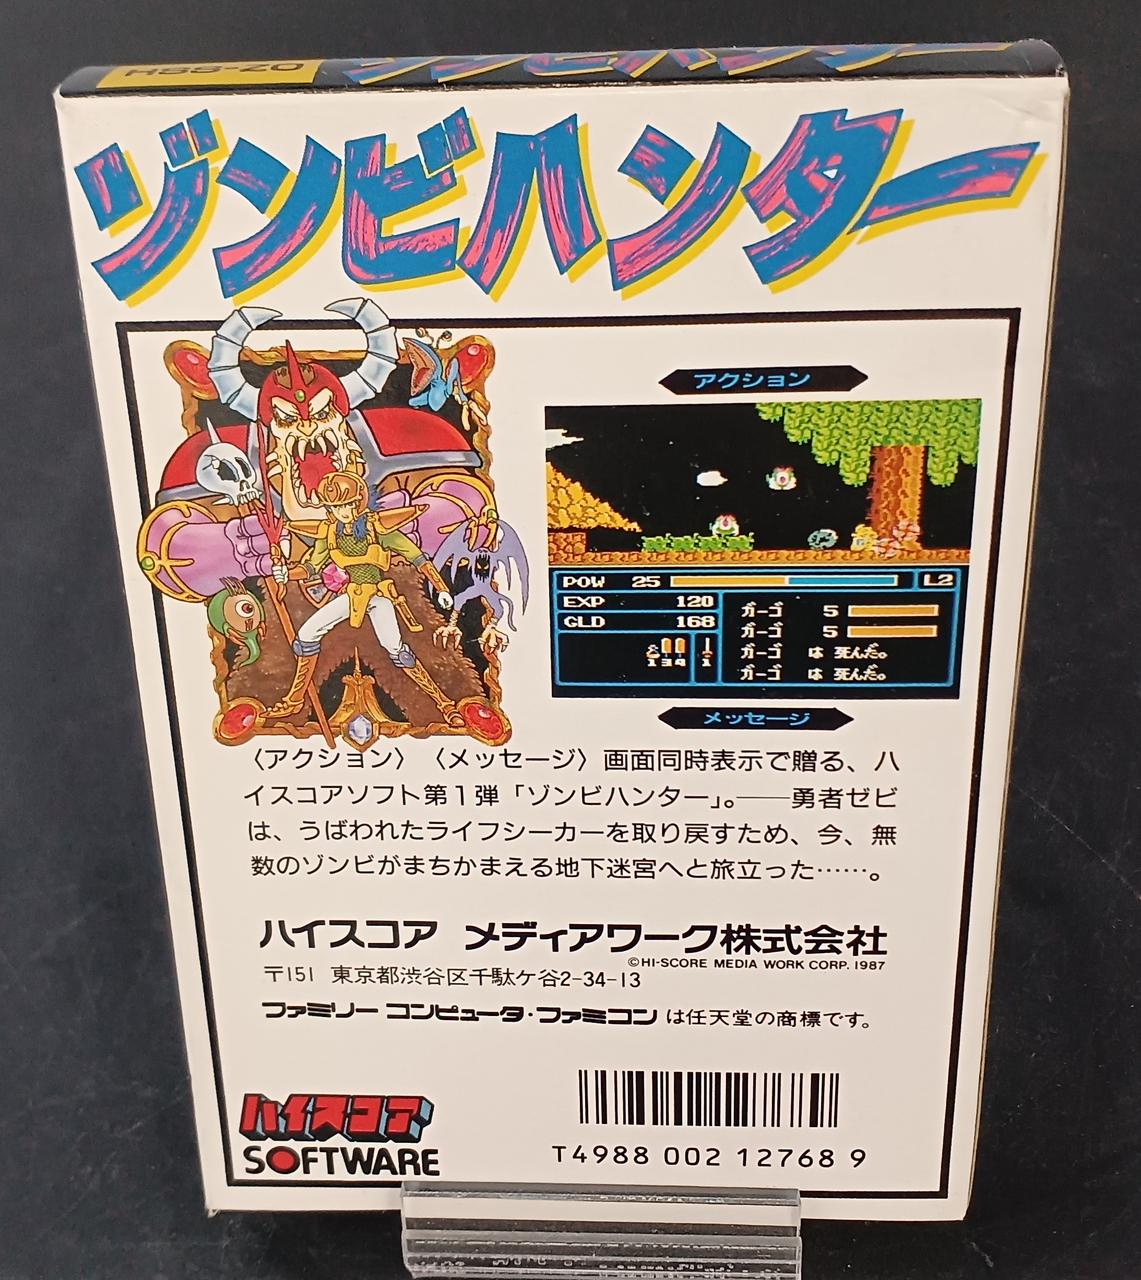 HSS-ZO
ゾンビハンター
ゾンビハンター
アクション
POW 25 L2
EXP 120
GLD 168
ガーゴ 5
ガーゴ 5
ガーゴ は 死んだ。
ガーゴ は 死んだ。
1 3 4 1
メッセージ
〈アクション〉〈メッセージ〉画面同時表示で贈る、ハ
イスコアソフト第1弾「ゾンビハンター」。――勇者ゼビ
は、うばわれたライフシーカーを取り戻すため、今、無
数のゾンビがまちかまえる地下迷宮へと旅立った……。
ハイスコア メディアワーク株式会社
©HI-SCORE MEDIA WORK CORP. 1987
〒151 東京都渋谷区千駄ケ谷2-34-13
ファミリー コンピュータ・ファミコン は任天堂の商標です。
ハイスコア
SOFTWARE
T4988 002 12768 9